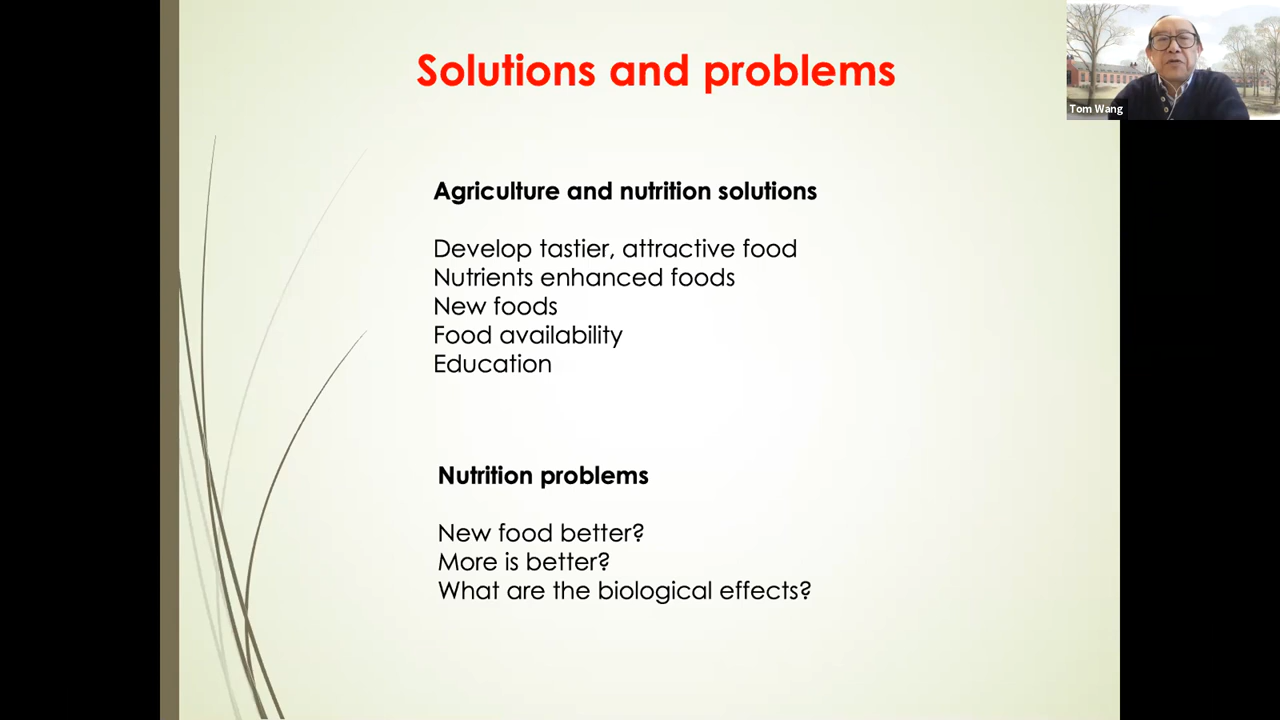 Solutions and problems
Tom Wang
Agriculture and nutrition solutions
Develop tastier, attractive food
Nutrients enhanced foods
New foods
Food availability
Education
Nutrition problems
New food better?
More is better?
What are the biological effects?